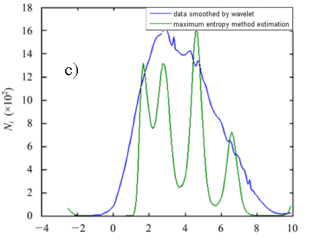 data smoothed by wavelet
maximum entropy method estimation
c)
N_i (×10²)
18
16
14
12
10
8
6
4
2
0
−4 −2 0 2 4 6 8 10